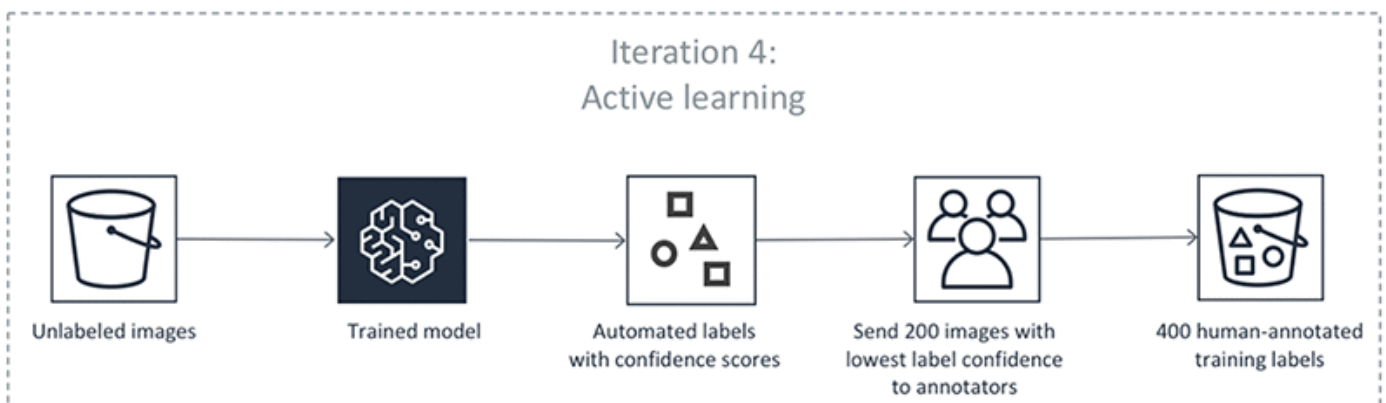 Iteration 4:
Active learning
Unlabeled images
Trained model
Automated labels
with confidence scores
Send 200 images with
lowest label confidence
to annotators
400 human-annotated
training labels